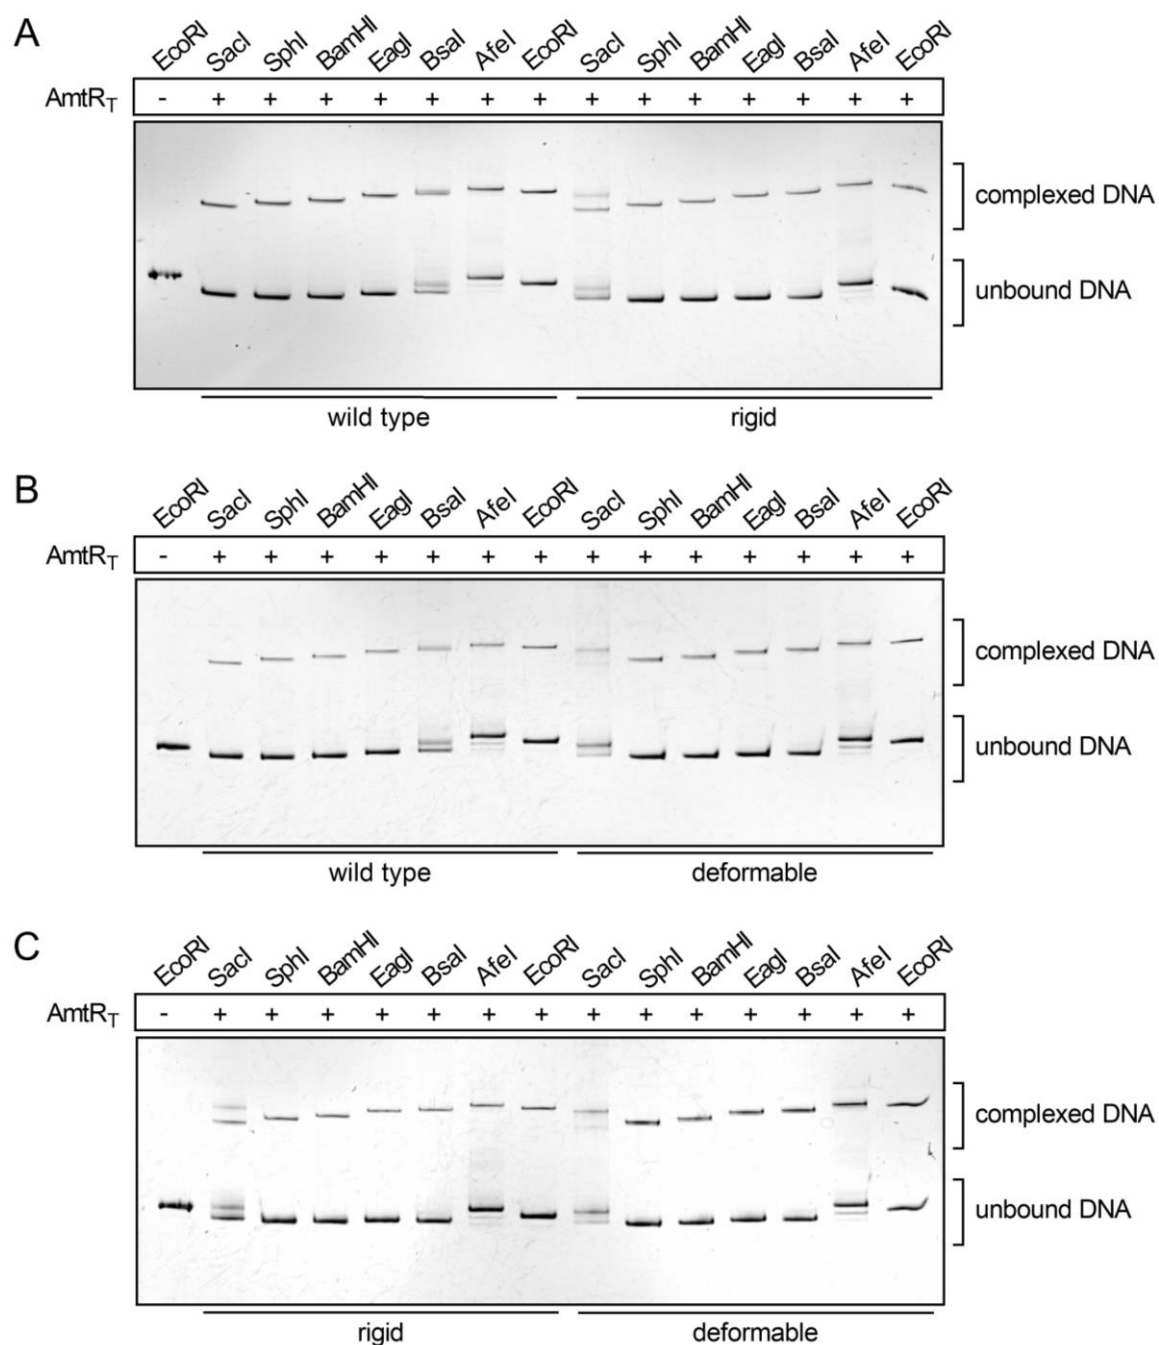 A
EcoRI SacI SphI BamHI EagI BsaI AfeI EcoRI SacI SphI BamHI EagI BsaI AfeI EcoRI
AmtRT - + + + + + + + + + + + + + +
complexed DNA
unbound DNA
wild type rigid
B
EcoRI SacI SphI BamHI EagI BsaI AfeI EcoRI SacI SphI BamHI EagI BsaI AfeI EcoRI
AmtRT - + + + + + + + + + + + + + +
complexed DNA
unbound DNA
wild type deformable
C
EcoRI SacI SphI BamHI EagI BsaI AfeI EcoRI SacI SphI BamHI EagI BsaI AfeI EcoRI
AmtRT - + + + + + + + + + + + + + +
complexed DNA
unbound DNA
rigid deformable